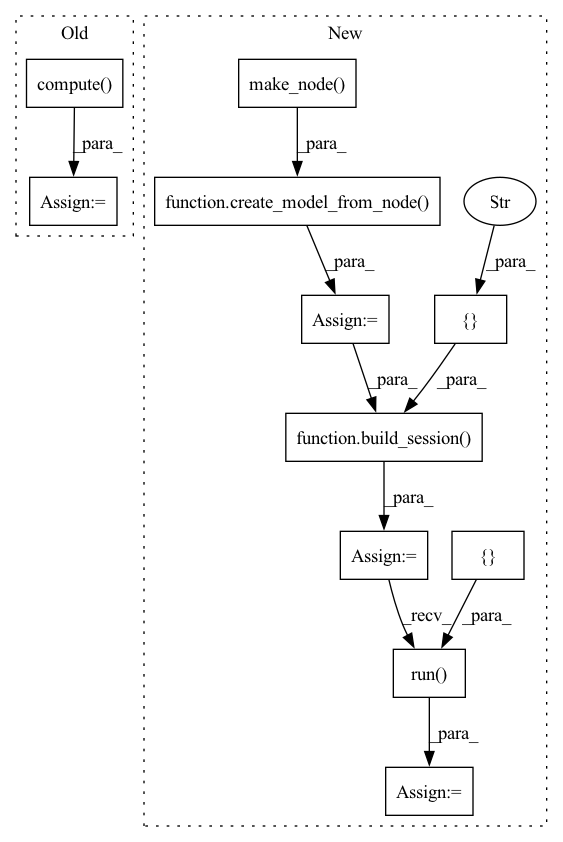 Old
New
compute()
make_node()
_para_
_para_
Assign:=
function.create_model_from_node()
Str
_para_
_para_
Assign:=
{}
_para_
_para_
function.build_session()
_para_
Assign:=
{}
_recv_
_para_
run()
_para_
Assign:=